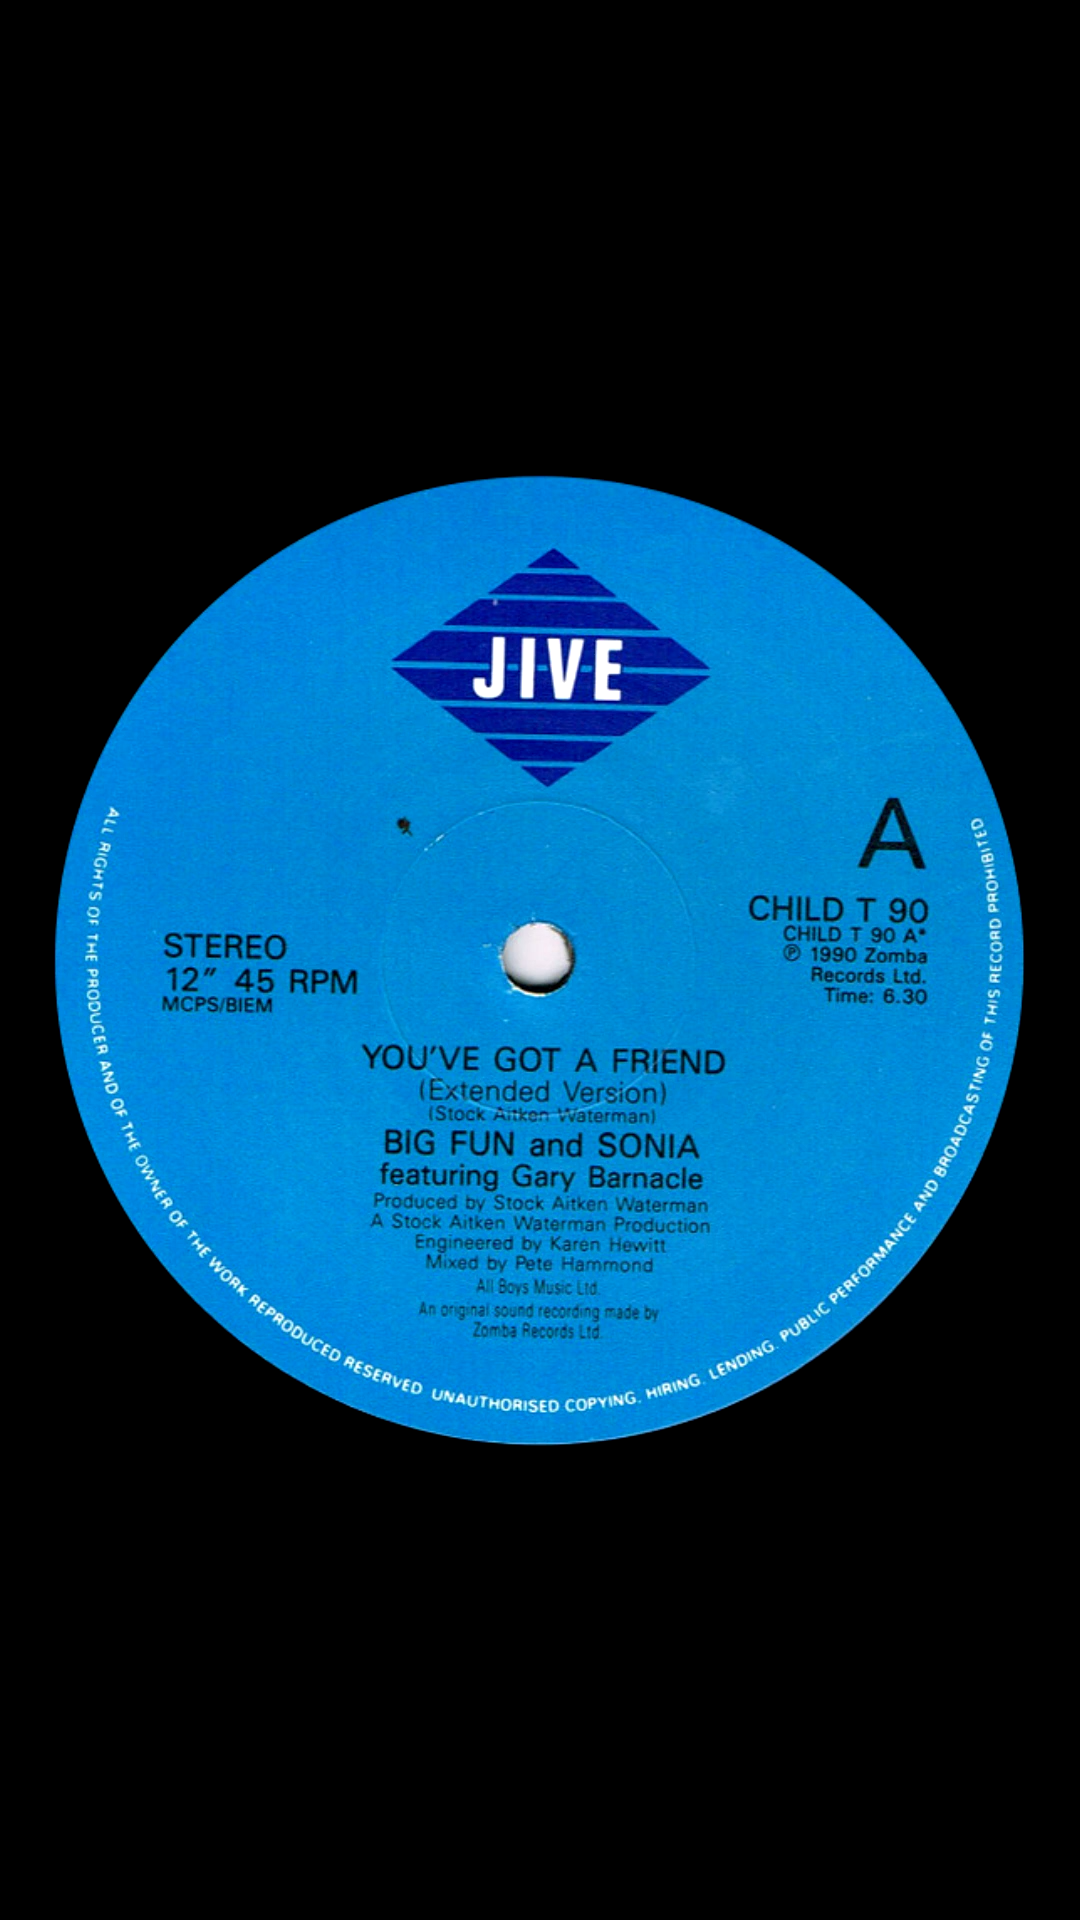 JIVE
A
CHILD T 90
CHILD T 90 A*
℗ 1990 Zomba
Records Ltd.
Time: 6.30
STEREO
12″ 45 RPM
MCPS/BIEM
YOU'VE GOT A FRIEND
(Extended Version)
(Stock Aitken Waterman)
BIG FUN and SONIA
featuring Gary Barnacle
Produced by Stock Aitken Waterman
A Stock Aitken Waterman Production
Engineered by Karen Hewitt
Mixed by Pete Hammond
All Boys Music Ltd.
An original sound recording made by
Zomba Records Ltd.
ALL RIGHTS OF THE PRODUCER AND OF THE OWNER OF THE WORK REPRODUCED RESERVED UNAUTHORISED COPYING. HIRING. LENDING. PUBLIC PERFORMANCE AND BROADCASTING OF THIS RECORD PROHIBITED